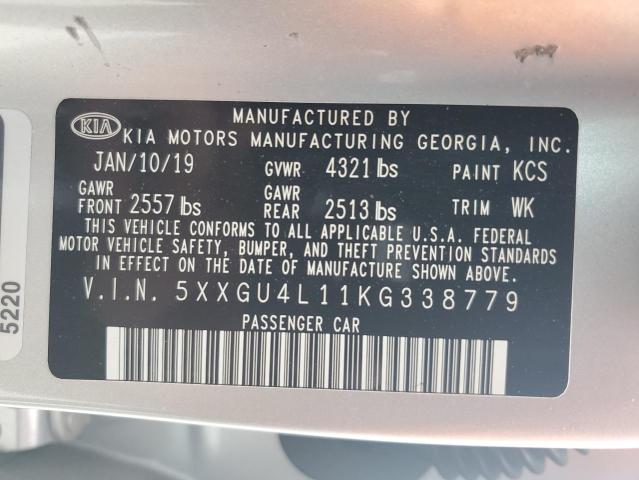 MANUFACTURED BY
KIA KIA MOTORS MANUFACTURING GEORGIA, INC.
JAN/10/19 GVWR 4321 lbs PAINT KCS
GAWR FRONT 2557 lbs GAWR REAR 2513 lbs TRIM WK
THIS VEHICLE CONFORMS TO ALL APPLICABLE U.S.A. FEDERAL
MOTOR VEHICLE SAFETY, BUMPER, AND THEFT PREVENTION STANDARDS
IN EFFECT ON THE DATE OF MANUFACTURE SHOWN ABOVE.
V.I.N. 5XXGU4L11KG338779
PASSENGER CAR
5220